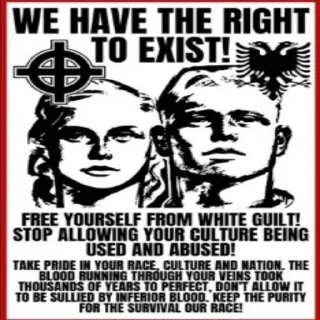 WE HAVE THE RIGHT
TO EXIST!
FREE YOURSELF FROM WHITE GUILT!
STOP ALLOWING YOUR CULTURE BEING
USED AND ABUSED!
TAKE PRIDE IN YOUR RACE, CULTURE AND NATION. THE
BLOOD RUNNING THROUGH YOUR VEINS TOOK
THOUSANDS OF YEARS TO PERFECT, DON'T ALLOW IT
TO BE SULLIED BY INFERIOR BLOOD. KEEP THE PURITY
FOR THE SURVIVAL OUR RACE!